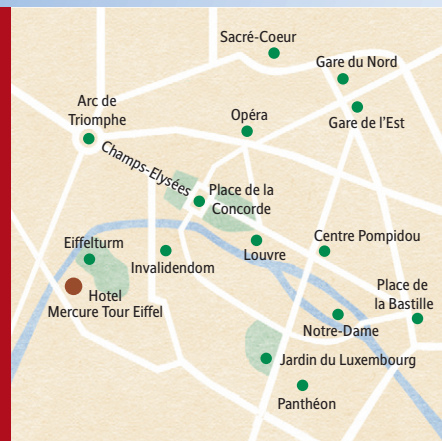 Sacré-Coeur
Gare du Nord
Arc de
Triomphe
Opéra
Gare de l'Est
Champs-Elysées
Place de la
Concorde
Eiffelturm
Invalidendom
Louvre
Centre Pompidou
Hotel
Mercure Tour Eiffel
Place de
la Bastille
Notre-Dame
Jardin du Luxembourg
Panthéon